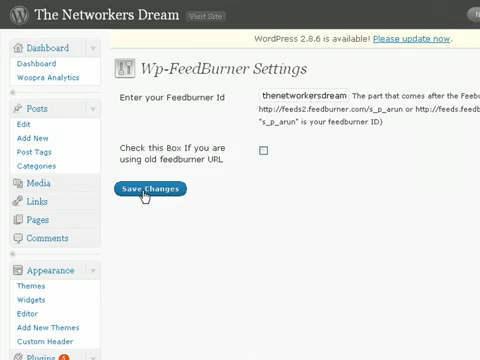 The Networkers Dream Visit Site
WordPress 2.8.6 is available! Please update now.
Dashboard
Dashboard
Woopra Analytics
Posts
Edit
Add New
Post Tags
Categories
Media
Links
Pages
Comments
Appearance
Themes
Widgets
Editor
Add New Themes
Custom Header
Plugins
Wp-FeedBurner Settings
Enter your Feedburner Id
thenetworkersdream The part that comes after the Feebu
http://feeds2.feedburner.com/s_p_arun or http://feeds.feedb
"s_p_arun" is your feedburner ID)
Check this Box If you are
using old feedburner URL
Save Changes